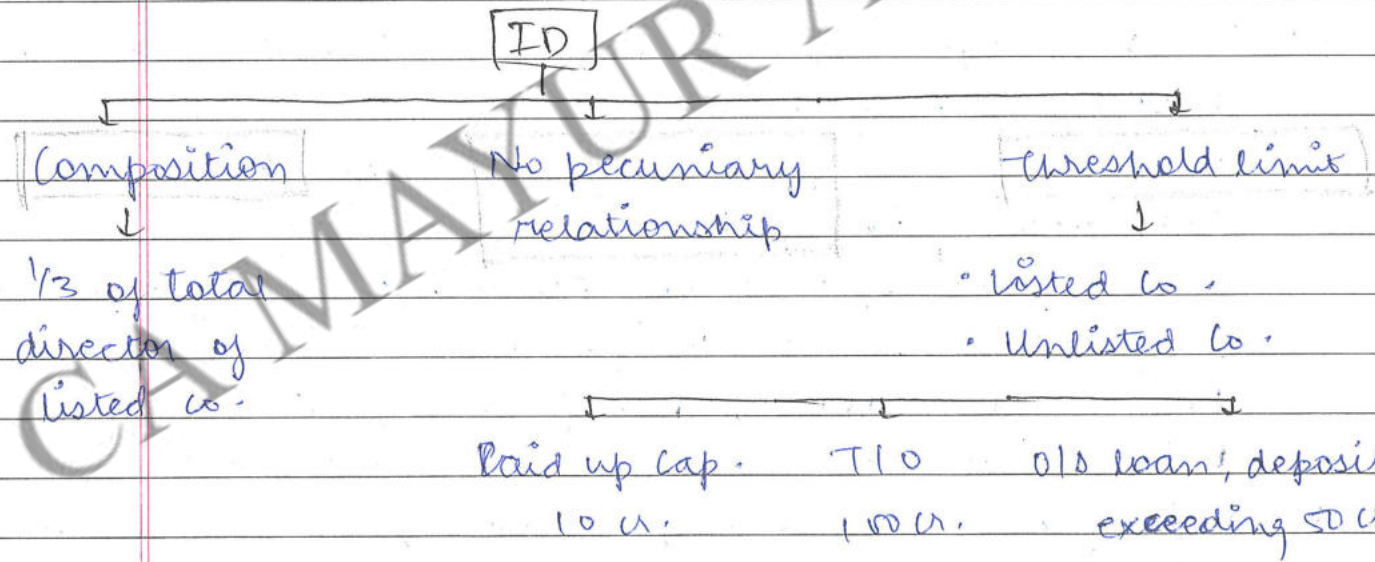 ID
Composition No pecuniary threshold limit
relationship
1/3 of total • Listed Co.
director of • Unlisted Co.
listed co.
Paid up Cap. T/O O/S loan, deposi
10 cr. 100 cr. exceeding 50 c
CA MAYUR A